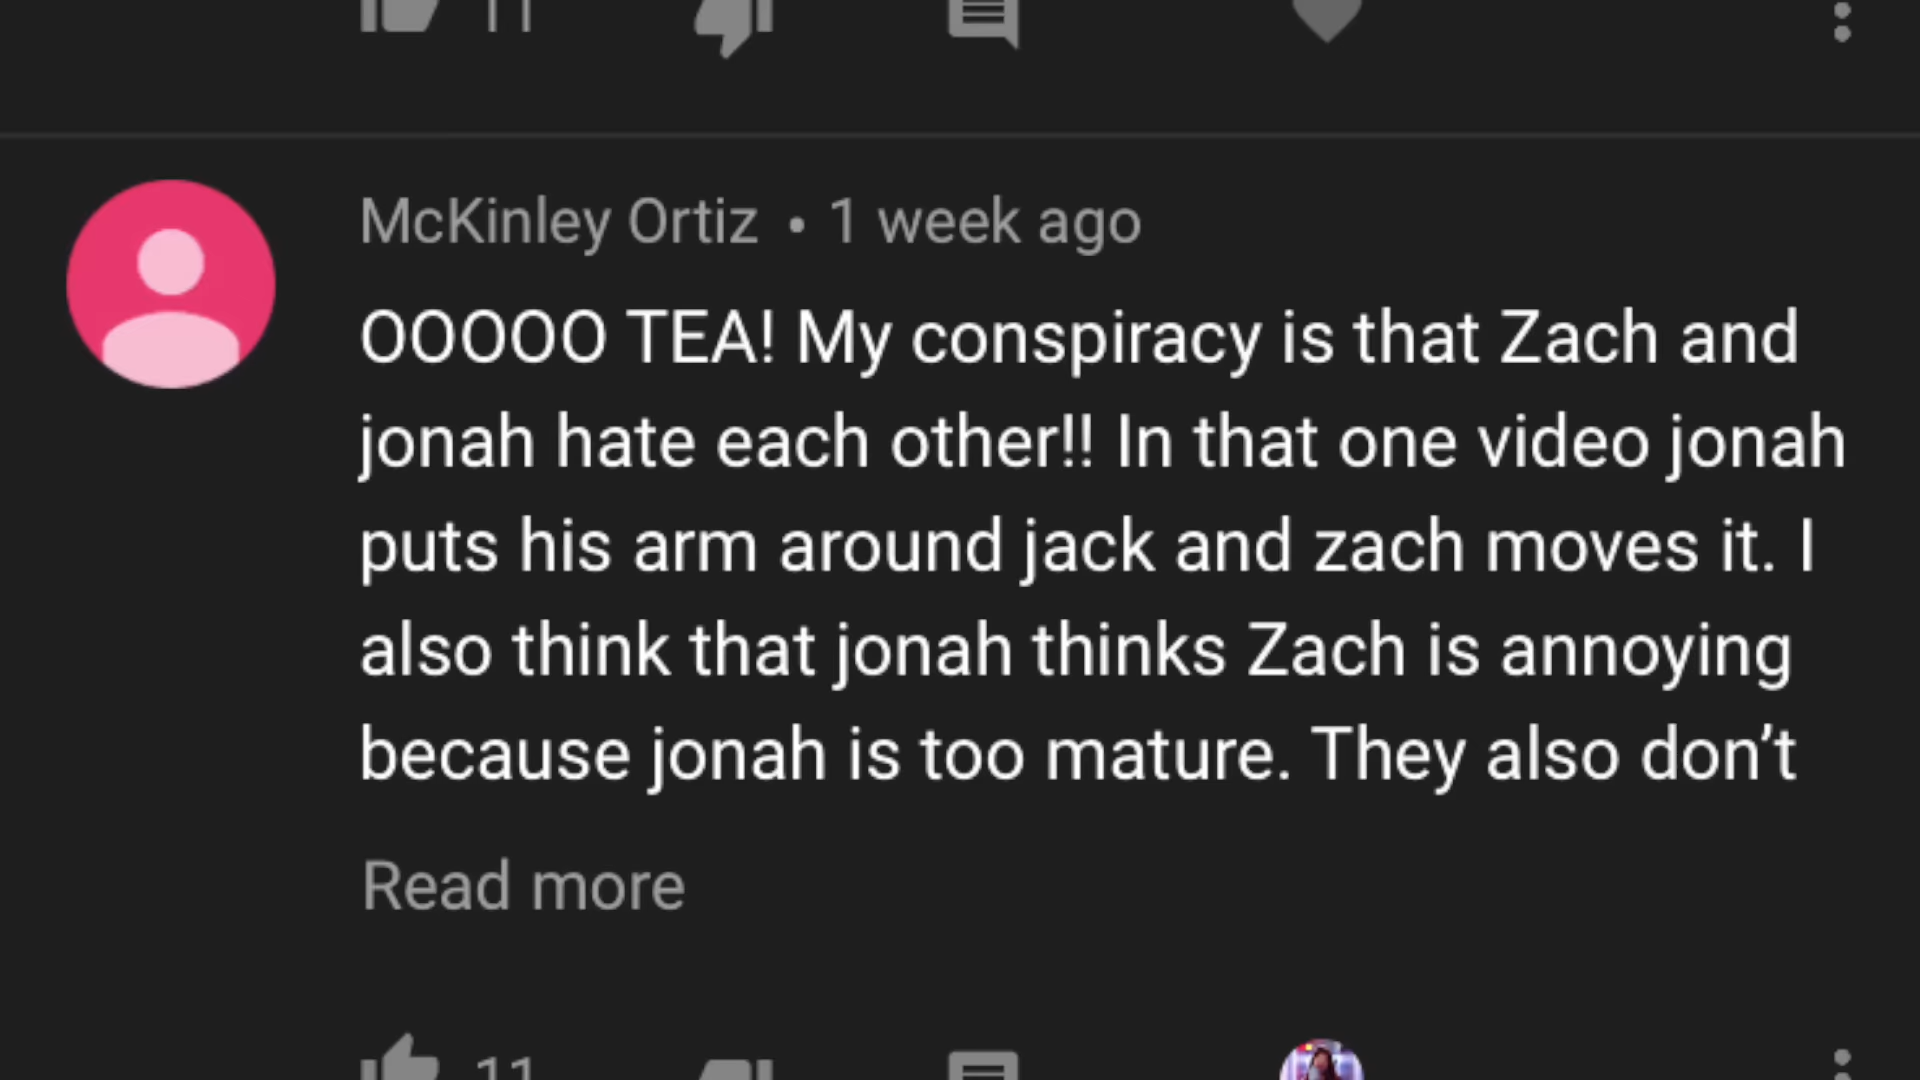 11
McKinley Ortiz • 1 week ago
OOOOO TEA! My conspiracy is that Zach and
jonah hate each other!! In that one video jonah
puts his arm around jack and zach moves it. I
also think that jonah thinks Zach is annoying
because jonah is too mature. They also don’t
Read more
11